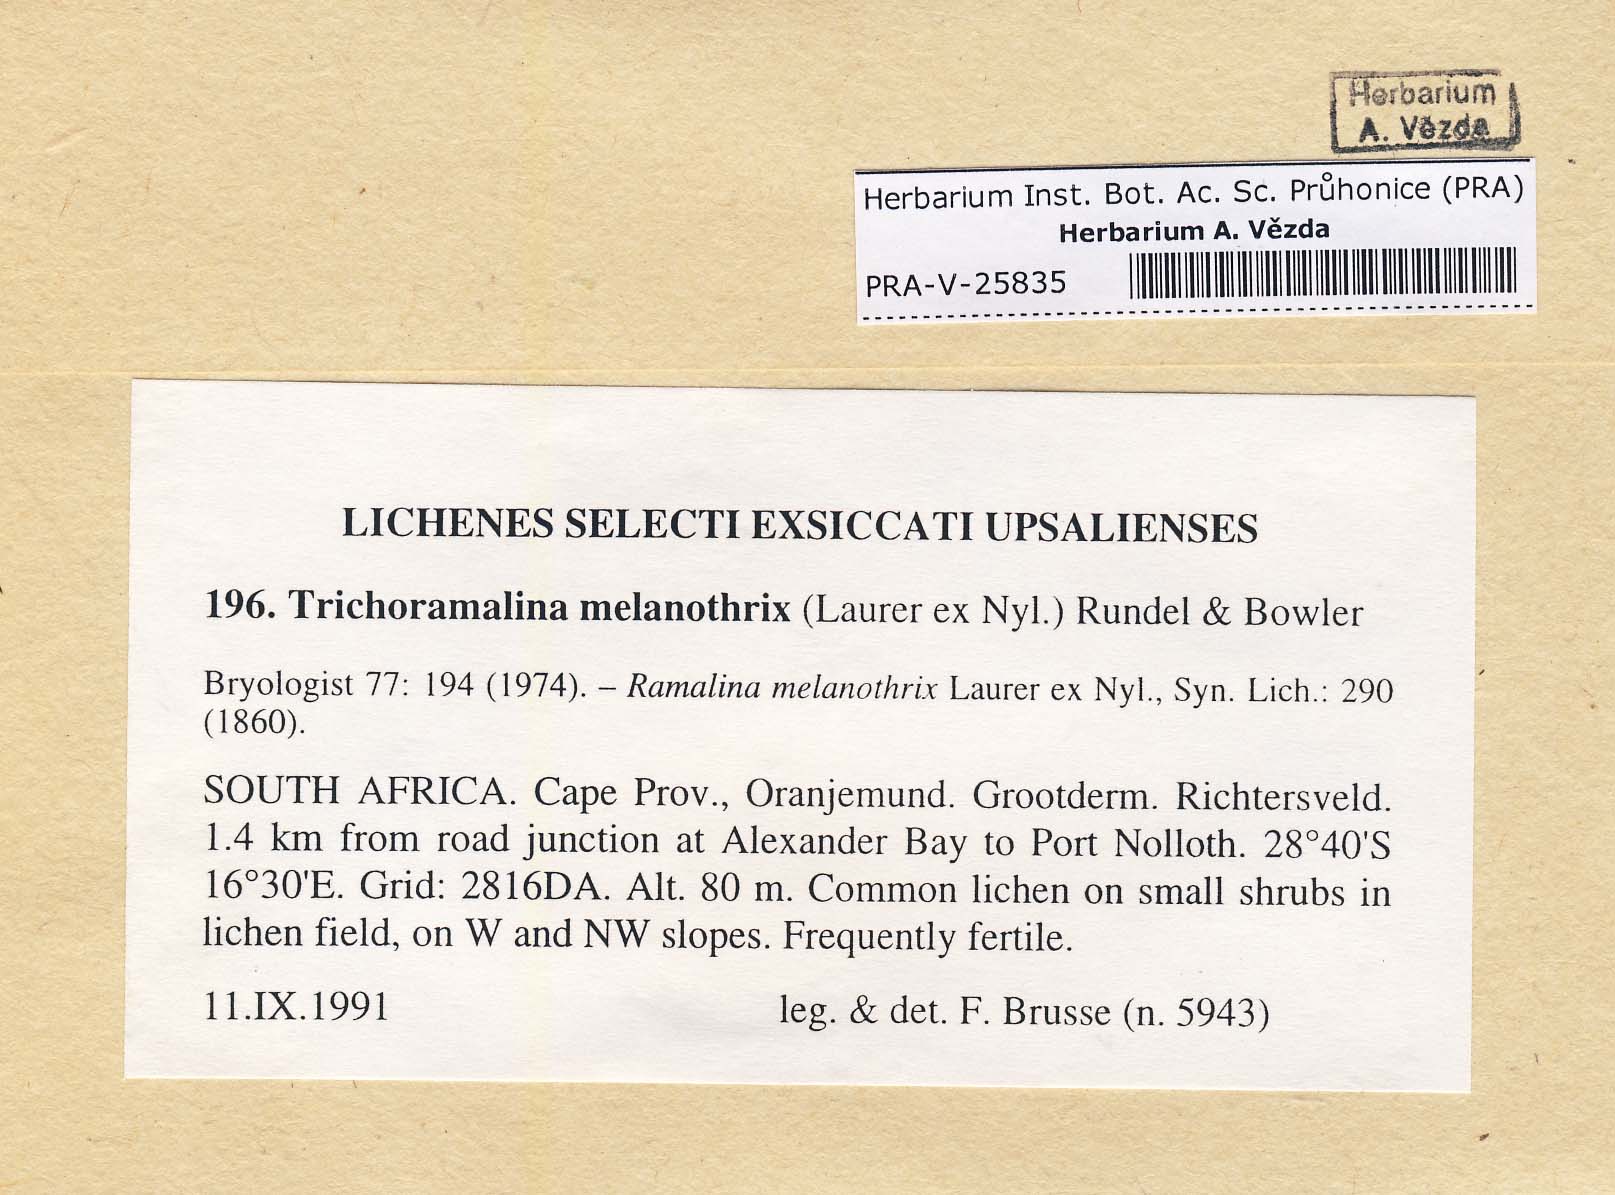 Herbarium
A. Vězda
Herbarium Inst. Bot. Ac. Sc. Průhonice (PRA)
Herbarium A. Vězda
PRA-V-25835
LICHENES SELECTI EXSICCATI UPSALIENSES
196. Trichoramalina melanothrix (Laurer ex Nyl.) Rundel & Bowler
Bryologist 77: 194 (1974). – Ramalina melanothrix Laurer ex Nyl., Syn. Lich.: 290
(1860).
SOUTH AFRICA. Cape Prov., Oranjemund. Grootderm. Richtersveld.
1.4 km from road junction at Alexander Bay to Port Nolloth. 28°40'S
16°30'E. Grid: 2816DA. Alt. 80 m. Common lichen on small shrubs in
lichen field, on W and NW slopes. Frequently fertile.
11.IX.1991 leg. & det. F. Brusse (n. 5943)